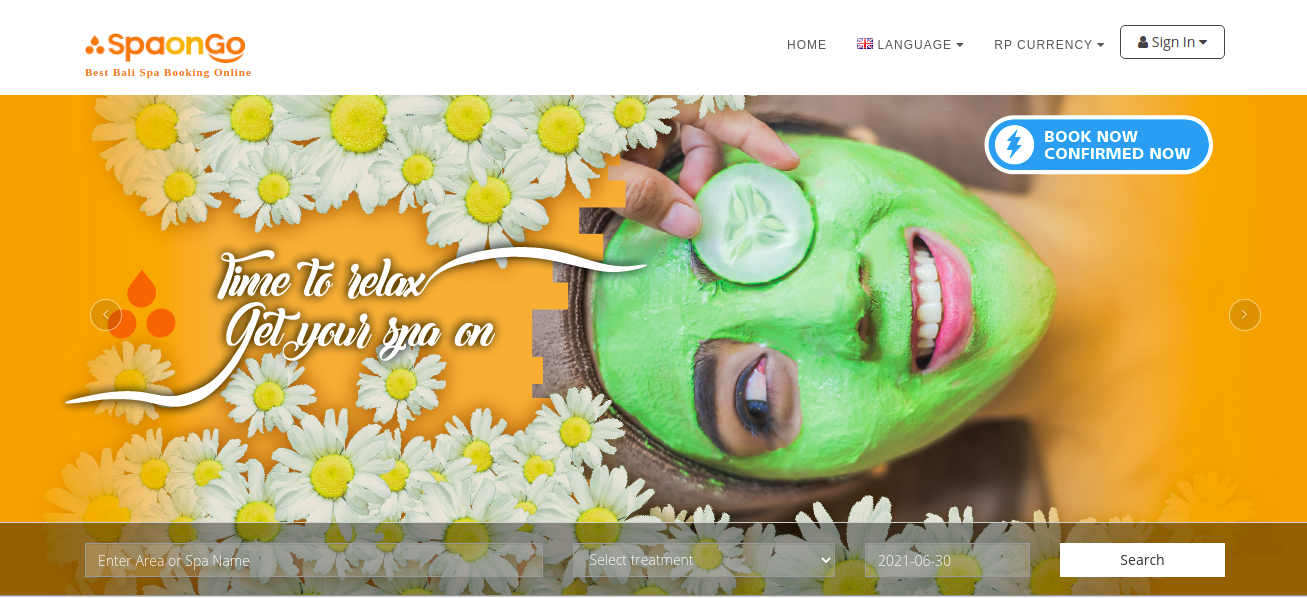 SpaonGo
Best Bali Spa Booking Online
HOME
LANGUAGE
RP CURRENCY
Sign In
BOOK NOW
CONFIRMED NOW
Time to relax
Get your spa on
Enter Area or Spa Name
Select treatment
2021-06-30
Search